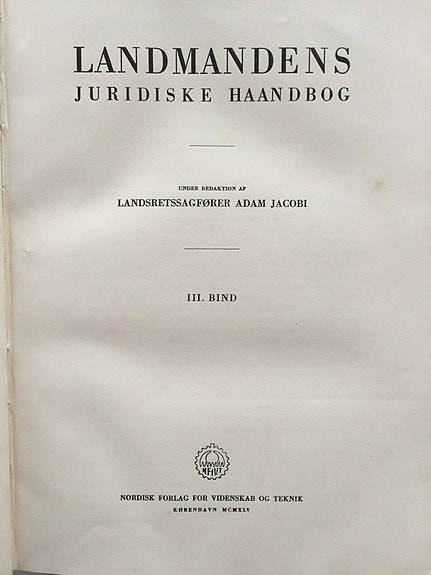 LANDMANDENS
JURIDISKE HAANDBOG
UNDER REDAKTION AF
LANDSRETSSAGFØRER ADAM JACOBI
III. BIND
NFIVT
NORDISK FORLAG FOR VIDENSKAB OG TEKNIK
KØBENHAVN MCMXLV